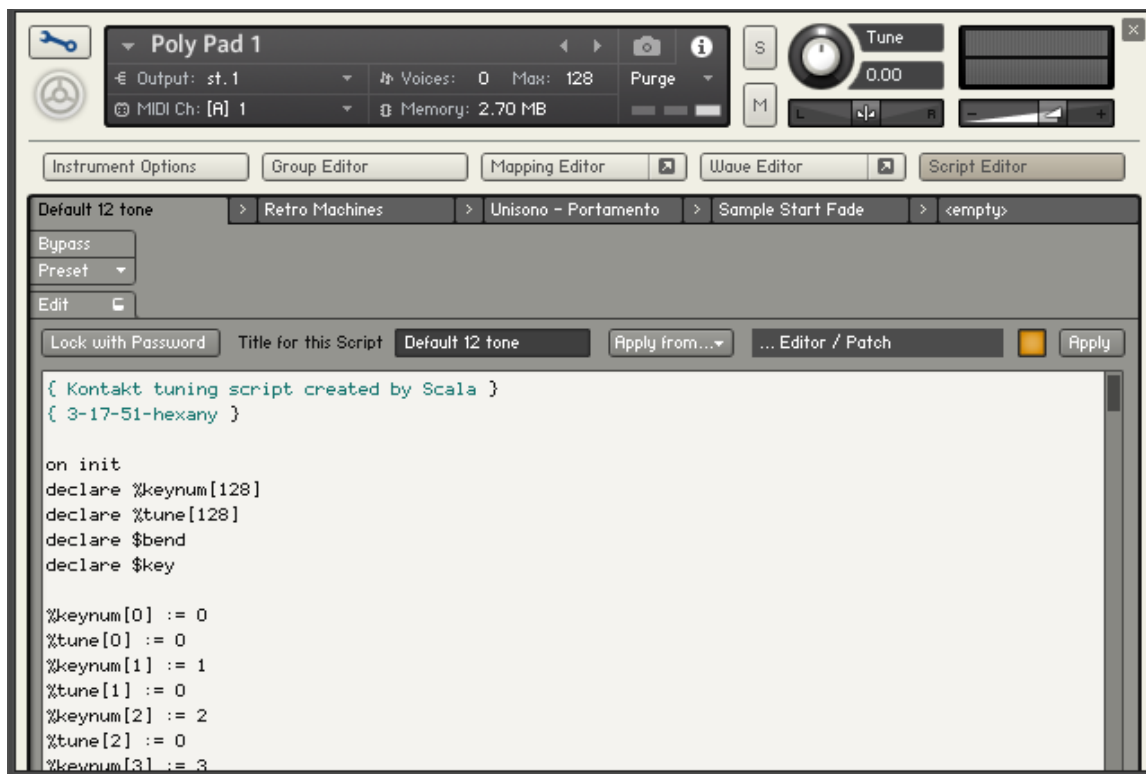 Poly Pad 1
S
Tune
Output: st.1
Voices: 0 Max: 128
Purge
0.00
MIDI Ch: [A] 1
Memory: 2.70 MB
M
L
R
-
+
Instrument Options
Group Editor
Mapping Editor
Wave Editor
Script Editor
Default 12 tone
> Retro Machines
> Unisono - Portamento
> Sample Start Fade
> <empty>
Bypass
Preset
Edit
Lock with Password
Title for this Script
Default 12 tone
Apply from...
... Editor / Patch
Apply
{ Kontakt tuning script created by Scala }
{ 3-17-51-hexany }
on init
declare %keynum[128]
declare %tune[128]
declare $bend
declare $key
%keynum[0] := 0
%tune[0] := 0
%keynum[1] := 1
%tune[1] := 0
%keynum[2] := 2
%tune[2] := 0
%keynum[3] := 3